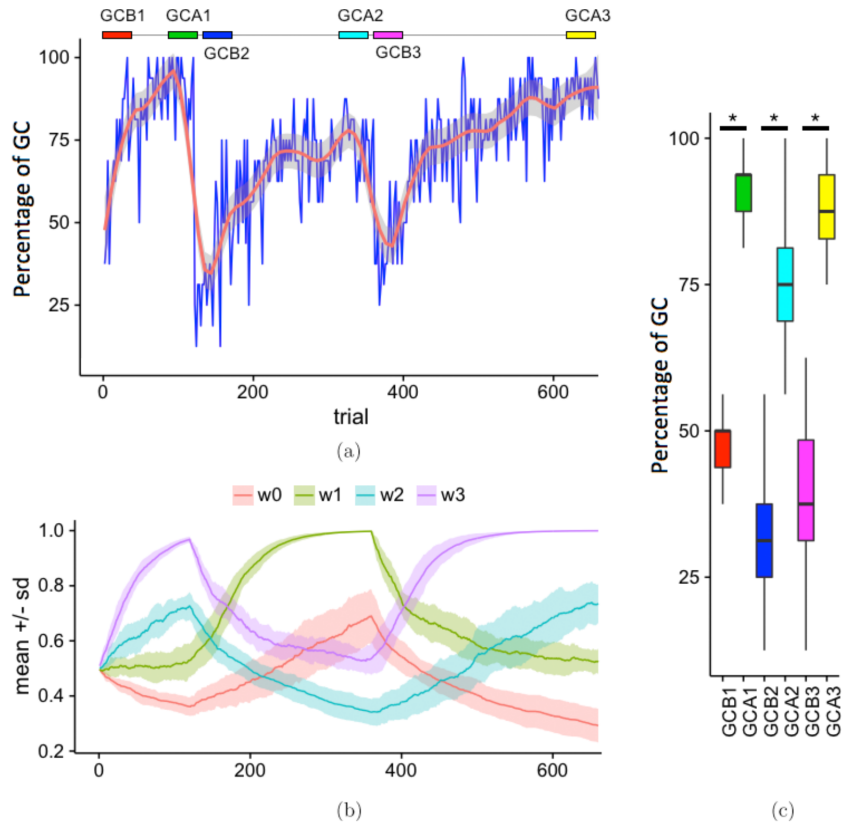 GCB1 GCA1 GCA2 GCA3
GCB2 GCB3
100
75
50
25
Percentage of GC
0 200 400 600
trial
(a)
w0 w1 w2 w3
1.0
0.8
0.6
0.4
0.2
mean +/- sd
0 200 400 600
(b)
* * *
100
75
50
25
Percentage of GC
GCB1
GCA1
GCB2
GCA2
GCB3
GCA3
(c)